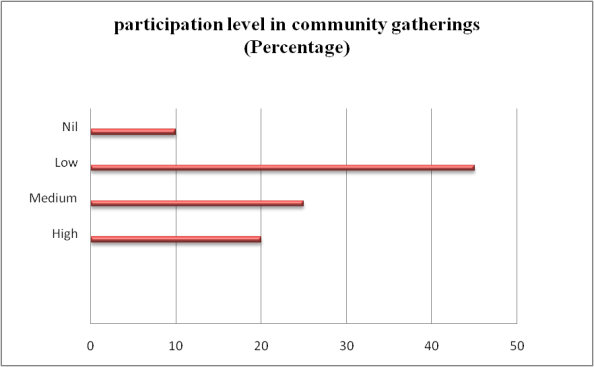 participation level in community gatherings
(Percentage)
Nil
Low
Medium
High
0 10 20 30 40 50